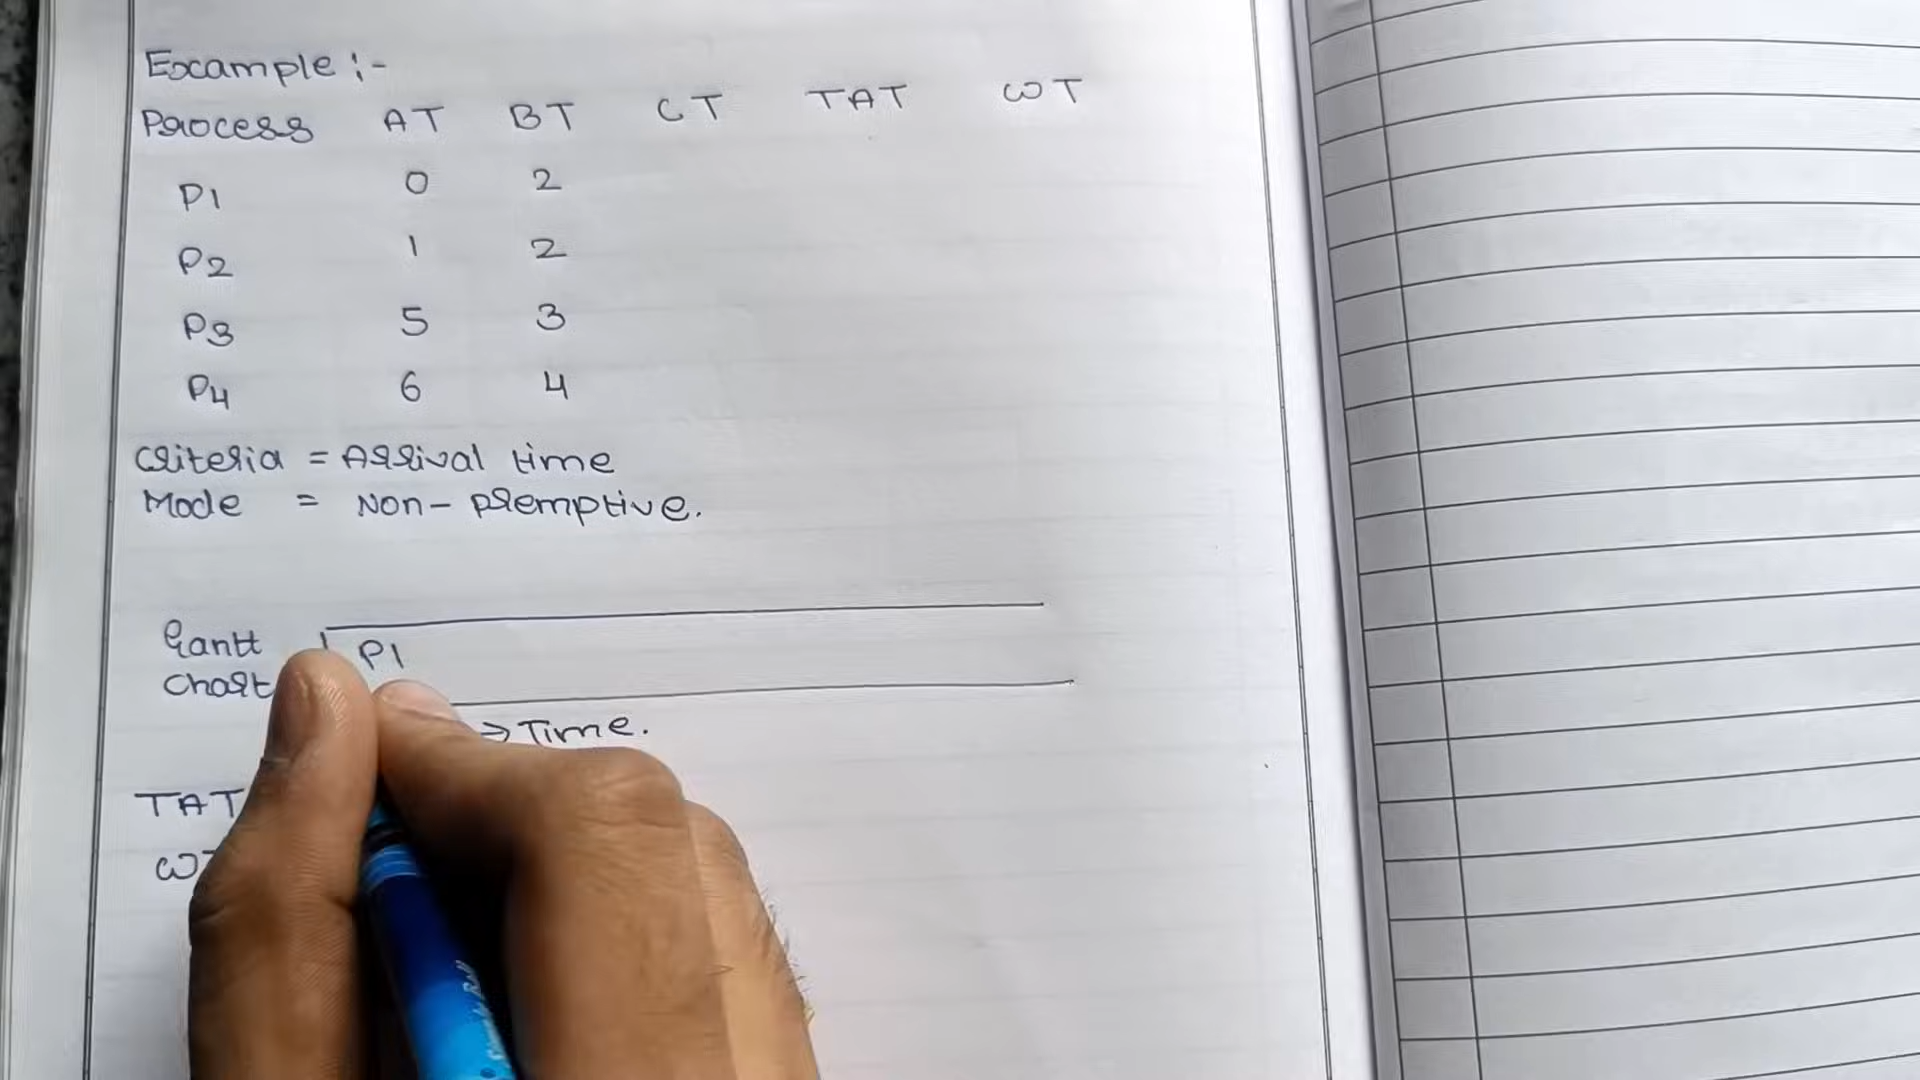 Example :-
Process AT BT CT TAT WT
P1 0 2
P2 1 2
P3 5 3
P4 6 4
Criteria = Arrival time
Mode = Non-Premptive.
Gantt P1
Chart
→ Time.
TAT